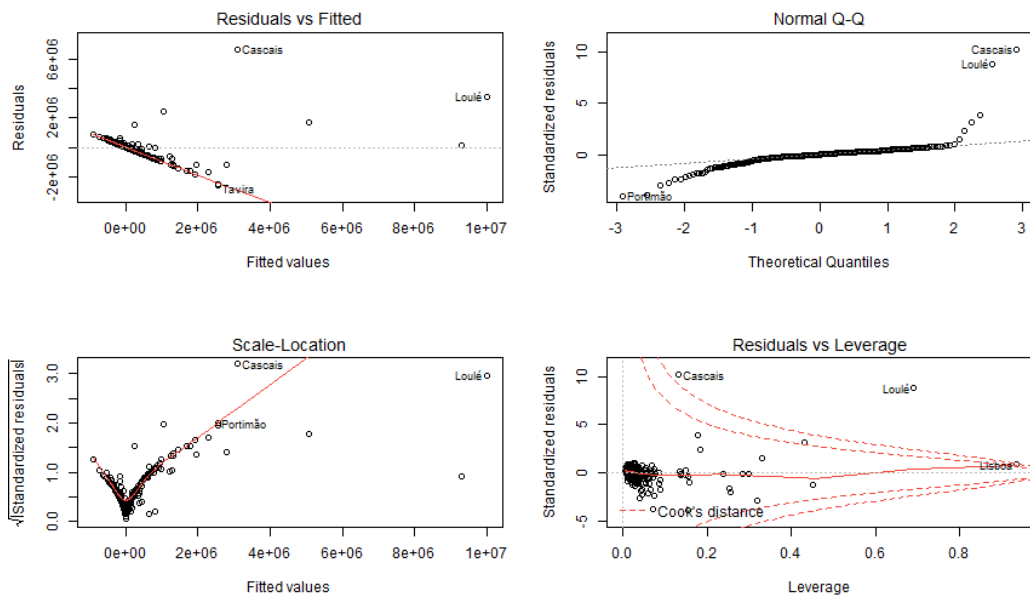 Residuals vs Fitted
Residuals
-2e+06 2e+06 6e+06
Cascais
Loulé
Tavira
0e+00 2e+06 4e+06 6e+06 8e+06 1e+07
Fitted values
Normal Q-Q
Standardized residuals
0 5 10
Cascais
Loulé
Portimão
-3 -2 -1 0 1 2 3
Theoretical Quantiles
Scale-Location
√|Standardized residuals|
0.0 1.0 2.0 3.0
Cascais
Loulé
Portimão
0e+00 2e+06 4e+06 6e+06 8e+06 1e+07
Fitted values
Residuals vs Leverage
Standardized residuals
-5 0 5 10
Cascais
Loulé
Lisboa
Cook's distance
0.0 0.2 0.4 0.6 0.8
Leverage